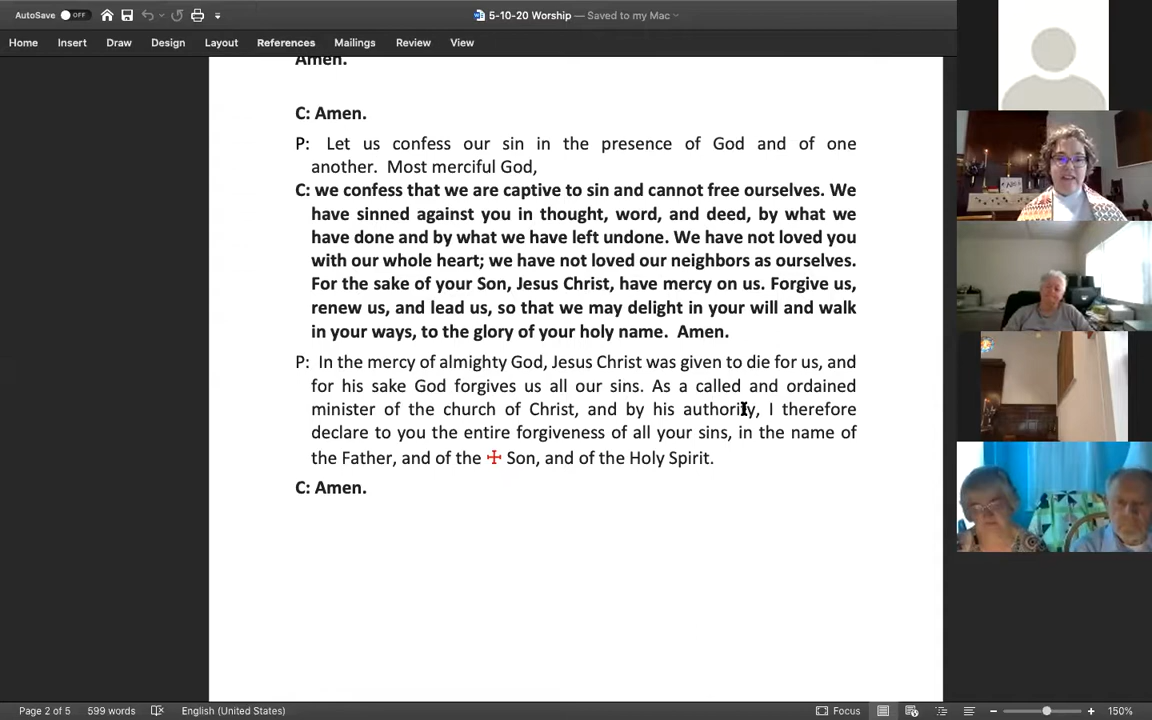 AutoSave OFF 5-10-20 Worship — Saved to my Mac
Home Insert Draw Design Layout References Mailings Review View
Amen.
C: Amen.
P: Let us confess our sin in the presence of God and of one
another. Most merciful God,
C: we confess that we are captive to sin and cannot free ourselves. We
have sinned against you in thought, word, and deed, by what we
have done and by what we have left undone. We have not loved you
with our whole heart; we have not loved our neighbors as ourselves.
For the sake of your Son, Jesus Christ, have mercy on us. Forgive us,
renew us, and lead us, so that we may delight in your will and walk
in your ways, to the glory of your holy name. Amen.
P: In the mercy of almighty God, Jesus Christ was given to die for us, and
for his sake God forgives us all our sins. As a called and ordained
minister of the church of Christ, and by his authority, I therefore
declare to you the entire forgiveness of all your sins, in the name of
the Father, and of the ☩ Son, and of the Holy Spirit.
C: Amen.
Page 2 of 5 599 words English (United States) Focus 150%